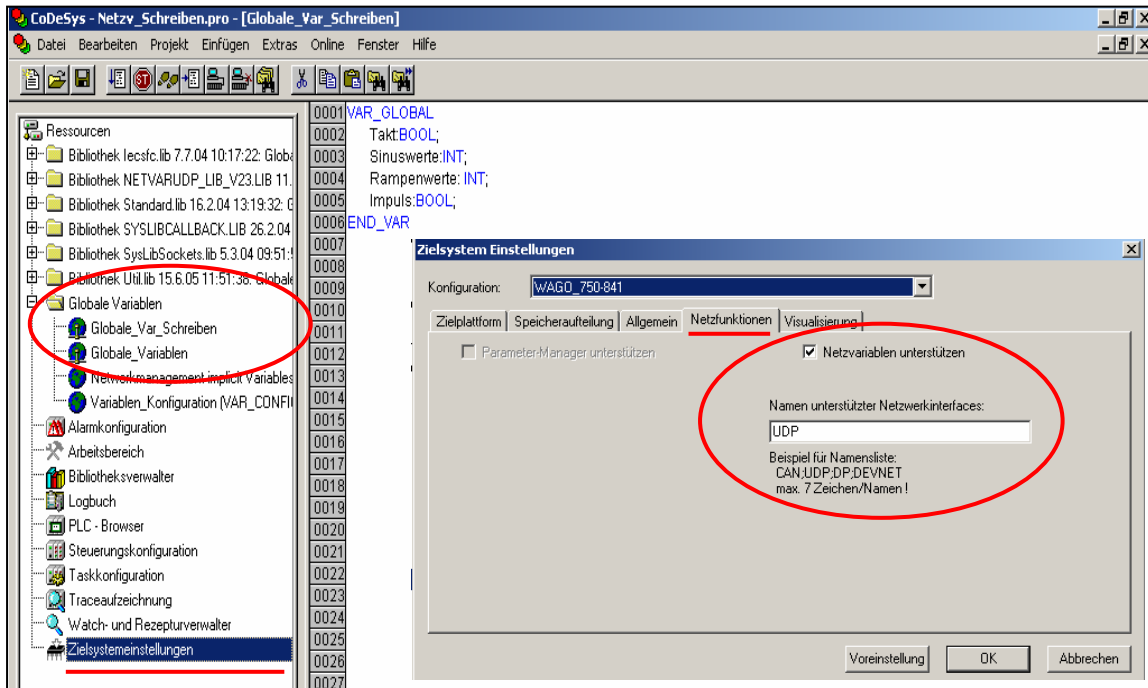 CoDeSys - Netzv_Schreiben.pro - [Globale_Var_Schreiben]
Datei Bearbeiten Projekt Einfügen Extras Online Fenster Hilfe
Ressourcen
Bibliothek Iecsfc.lib 7.7.04 10:17:22: Globa
Bibliothek NETVARUDP_LIB_V23.LIB 11.
Bibliothek Standard.lib 16.2.04 13:19:32: G
Bibliothek SYSLIBCALLBACK.LIB 26.2.04
Bibliothek SysLibSockets.lib 5.3.04 09:51:5
Bibliothek Util.lib 15.6.05 11:51:38: Globale
Globale Variablen
Globale_Var_Schreiben
Globale_Variablen
Networkmanagement implicit Variables
Variablen_Konfiguration (VAR_CONFI
Alarmkonfiguration
Arbeitsbereich
Bibliotheksverwalter
Logbuch
PLC - Browser
Steuerungskonfiguration
Taskkonfiguration
Traceaufzeichnung
Watch- und Rezepturverwalter
Zielsystemeinstellungen
0001 VAR_GLOBAL
0002 Takt:BOOL;
0003 Sinuswerte:INT;
0004 Rampenwerte: INT;
0005 Impuls:BOOL;
0006 END_VAR
0007
0008
0009
0010
0011
0012
0013
0014
0015
0016
0017
0018
0019
0020
0021
0022
0023
0024
0025
0026
0027
Zielsystem Einstellungen
Konfiguration: WAGO_750-841
Zielplattform Speicheraufteilung Allgemein Netzfunktionen Visualisierung
Parameter-Manager unterstützen
Netzvariablen unterstützen
Namen unterstützter Netzwerkinterfaces:
UDP
Beispiel für Namensliste:
CAN;UDP;DP;DEVNET
max. 7 Zeichen/Namen !
Voreinstellung OK Abbrechen